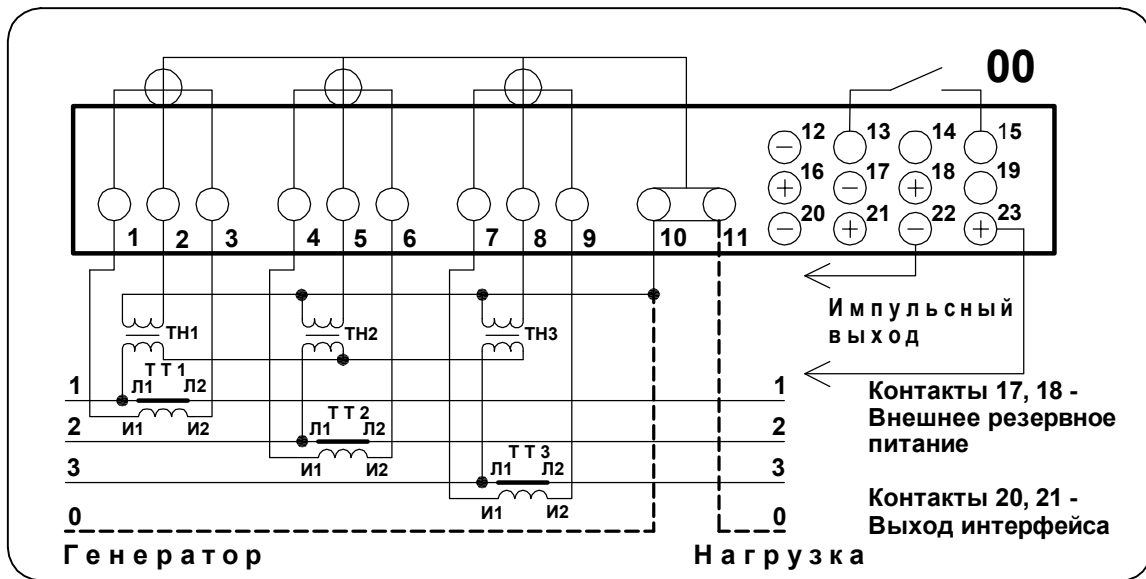 00
12 13 14 15
16 17 18 19
20 21 22 23
1 2 3 4 5 6 7 8 9 10 11
Импульсный
выход
ТН1 ТН2 ТН3
ТТ1
1 Л1 Л2 1
И1 И2
ТТ2
2 Л1 Л2 2
И1 И2
ТТ3
3 Л1 Л2 3
И1 И2
0 0
Генератор Нагрузка
Контакты 17, 18 -
Внешнее резервное
питание
Контакты 20, 21 -
Выход интерфейса